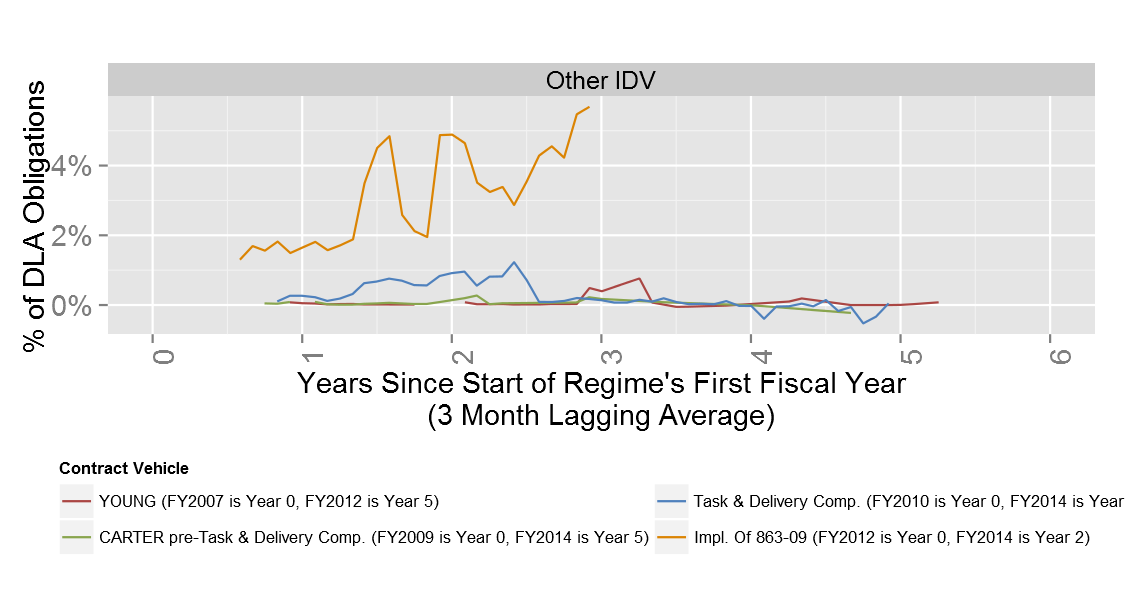 Other IDV
% of DLA Obligations
4%
2%
0%
0 1 2 3 4 5 6
Years Since Start of Regime's First Fiscal Year
(3 Month Lagging Average)
Contract Vehicle
YOUNG (FY2007 is Year 0, FY2012 is Year 5)
Task & Delivery Comp. (FY2010 is Year 0, FY2014 is Year
CARTER pre-Task & Delivery Comp. (FY2009 is Year 0, FY2014 is Year 5)
Impl. Of 863-09 (FY2012 is Year 0, FY2014 is Year 2)